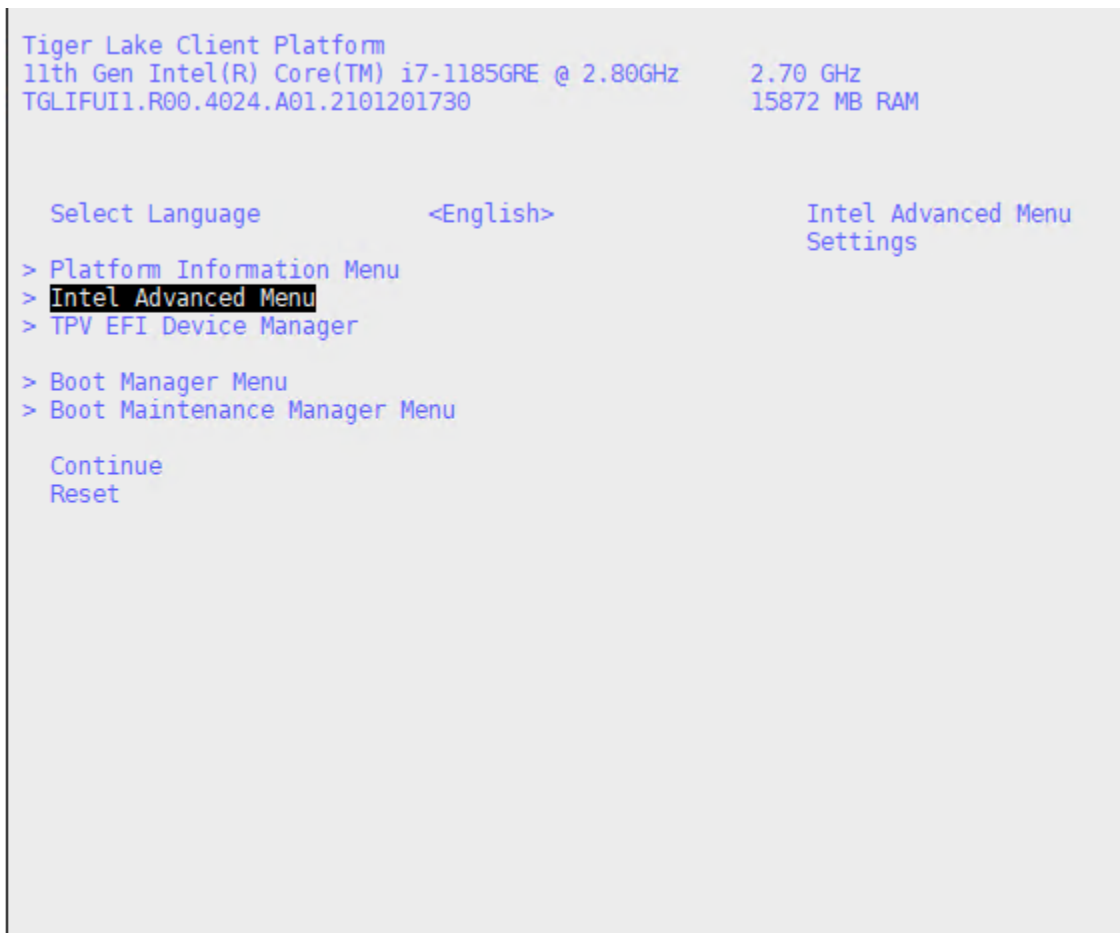 Tiger Lake Client Platform
11th Gen Intel(R) Core(TM) i7-1185GRE @ 2.80GHz 2.70 GHz
TGLIFUI1.R00.4024.A01.2101201730 15872 MB RAM
Select Language <English> Intel Advanced Menu
Settings
> Platform Information Menu
> Intel Advanced Menu
> TPV EFI Device Manager
> Boot Manager Menu
> Boot Maintenance Manager Menu
Continue
Reset